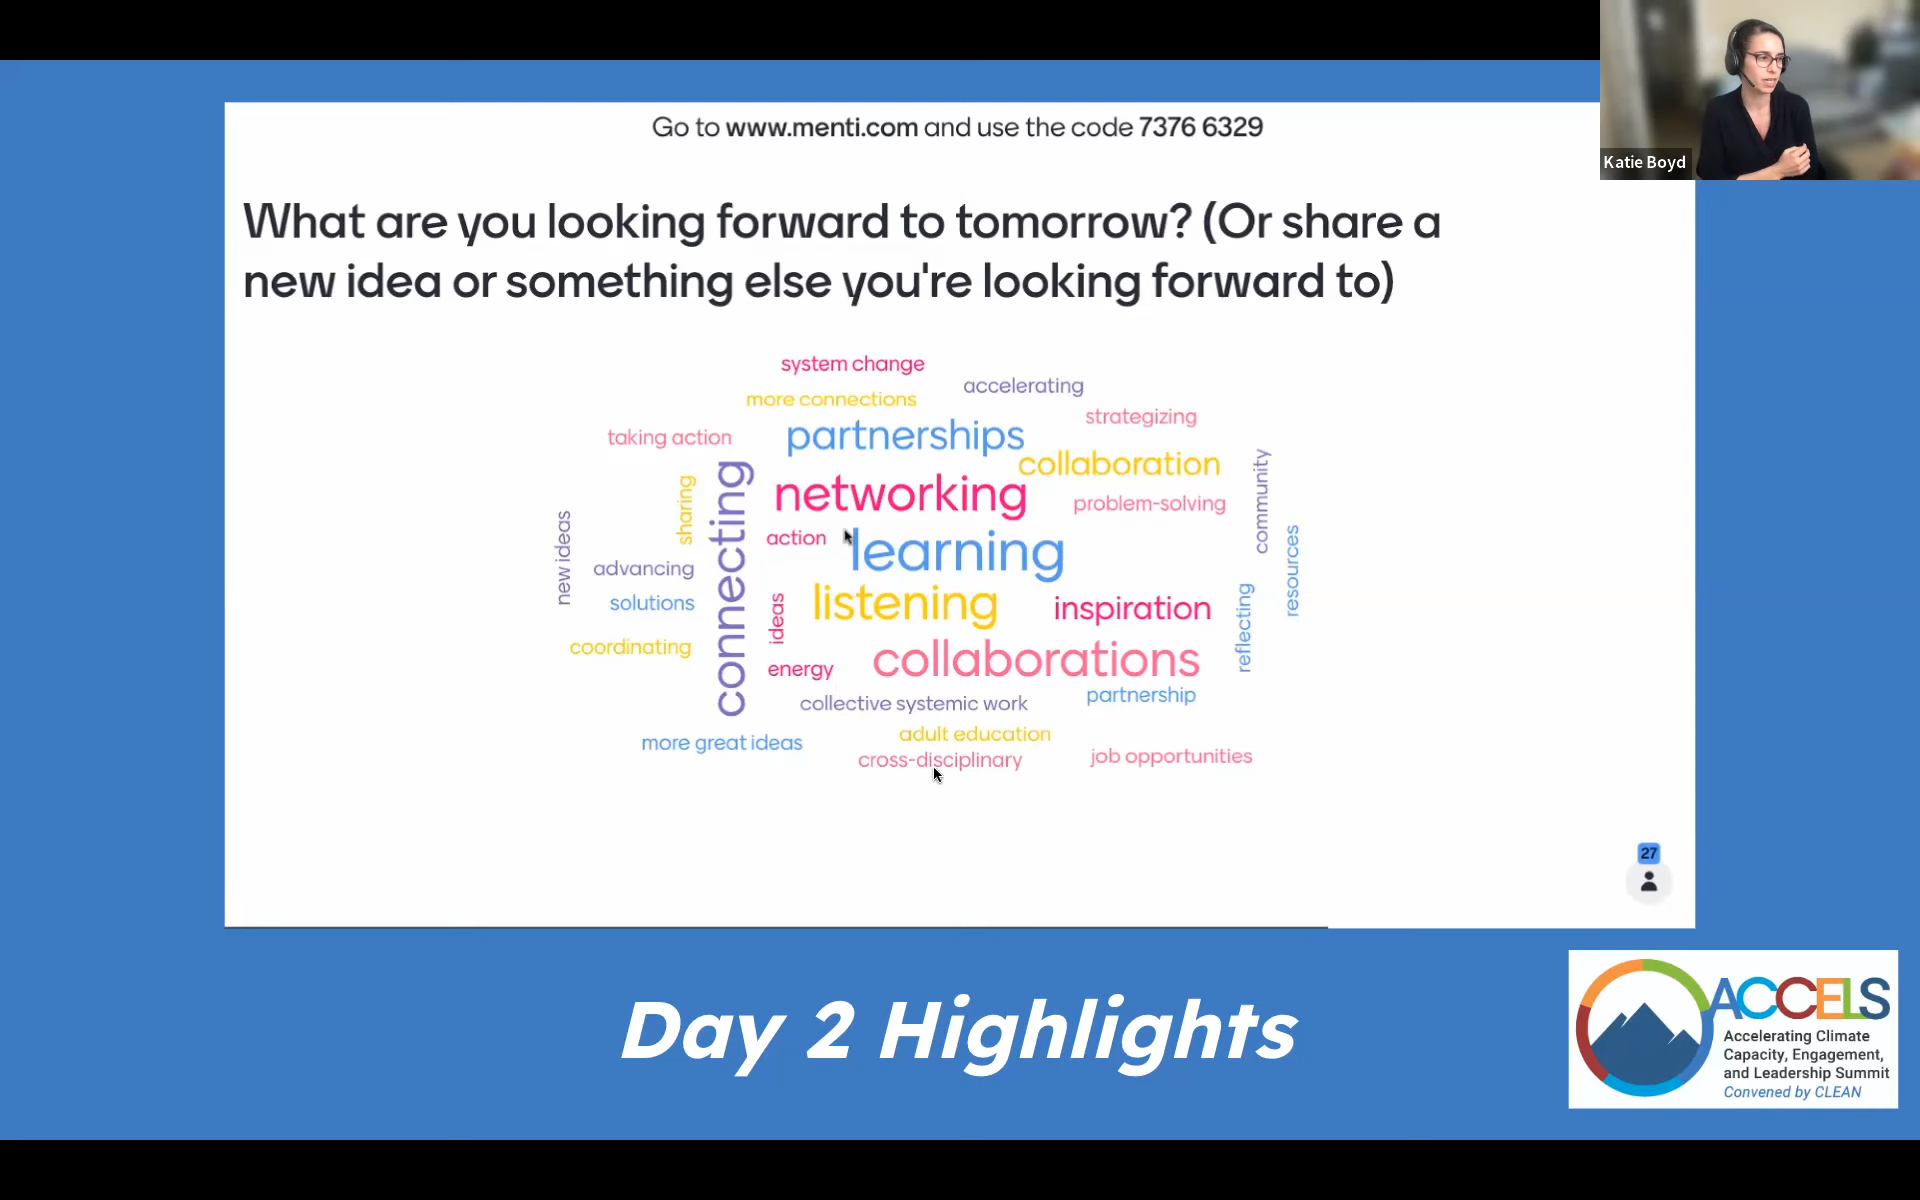 Katie Boyd
Go to www.menti.com and use the code 7376 6329
What are you looking forward to tomorrow? (Or share a
new idea or something else you're looking forward to)
system change
accelerating
more connections
strategizing
taking action
partnerships
collaboration
community
connecting
sharing
networking
problem-solving
new ideas
action
learning
resources
advancing
solutions
ideas
listening
inspiration
reflecting
coordinating
energy
collaborations
collective systemic work
partnership
adult education
more great ideas
cross-disciplinary
job opportunities
27
Day 2 Highlights
ACCELS
Accelerating Climate
Capacity, Engagement,
and Leadership Summit
Convened by CLEAN